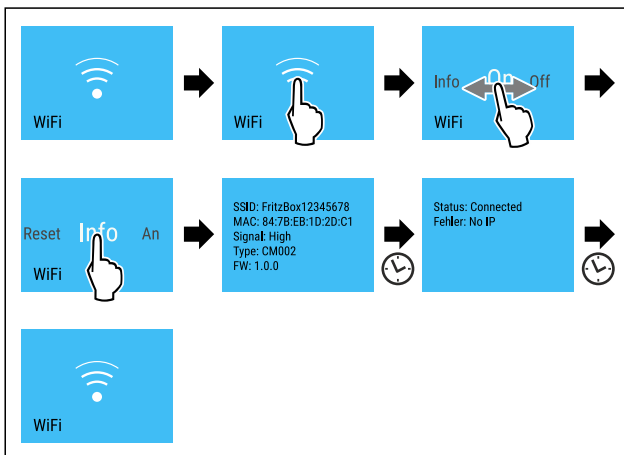 WiFi
WiFi
Info On Off
WiFi
Reset Info An
WiFi
SSID: FritzBox12345678
MAC: 84:7B:EB:1D:2D:C1
Signal: High
Type: CM002
FW: 1.0.0
Status: Connected
Fehler: No IP
WiFi